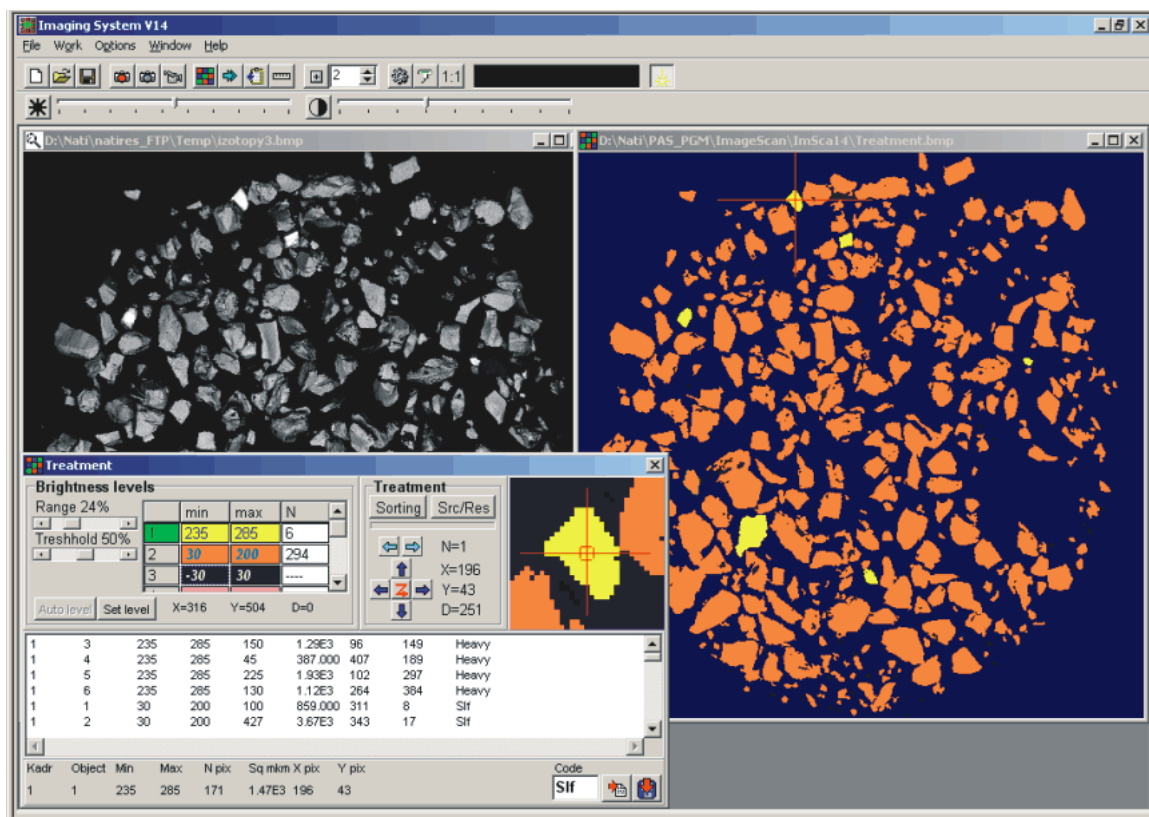 Imaging System V14
File Work Options Window Help
2 1:1
D:\Nati\natires_FTP\Temp\izotopy3.bmp
D:\Nati\PAS_PGM\ImageScan\ImSca14\Treatment.bmp
Treatment
Brightness levels
Range 24%
Treshhold 50%
min max N
1 235 285 6
2 30 200 294
3 -30 30 ----
Auto level Set level X=316 Y=504 D=0
Treatment
Sorting Src/Res
N=1
X=196
Y=43
D=251
1 3 235 285 150 1.29E3 96 149 Heavy
1 4 235 285 45 387.000 407 189 Heavy
1 5 235 285 225 1.93E3 102 297 Heavy
1 6 235 285 130 1.12E3 264 384 Heavy
1 1 30 200 100 859.000 311 8 Slf
1 2 30 200 427 3.67E3 343 17 Slf
Kadr Object Min Max N pix Sq mkm X pix Y pix
1 1 235 285 171 1.47E3 196 43
Code
Slf